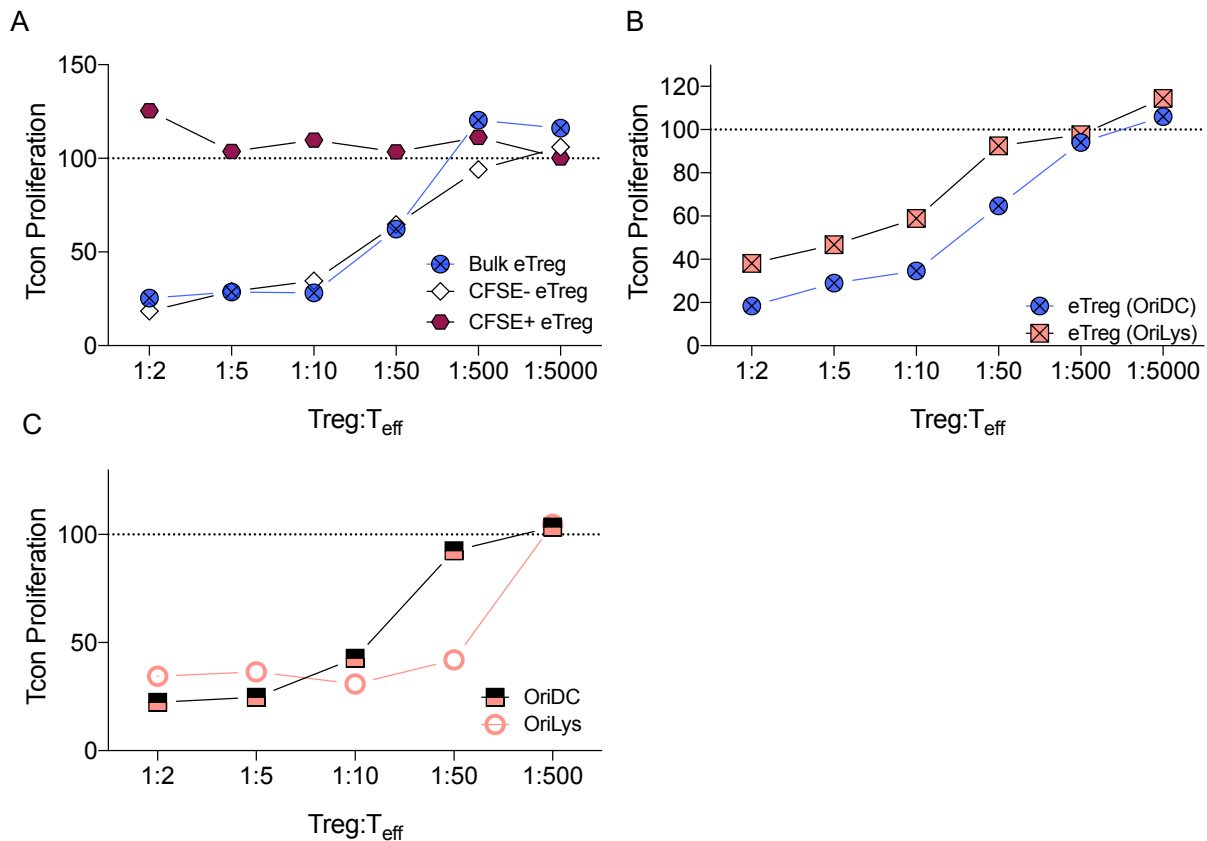 A
150
100
50
0
Tcon Proliferation
Bulk eTreg
CFSE- eTreg
CFSE+ eTreg
1:2 1:5 1:10 1:50 1:500 1:5000
Treg:Teff
B
120
100
80
60
40
20
0
Tcon Proliferation
eTreg (OriDC)
eTreg (OriLys)
1:2 1:5 1:10 1:50 1:500 1:5000
Treg:Teff
C
100
50
0
Tcon Proliferation
OriDC
OriLys
1:2 1:5 1:10 1:50 1:500
Treg:Teff